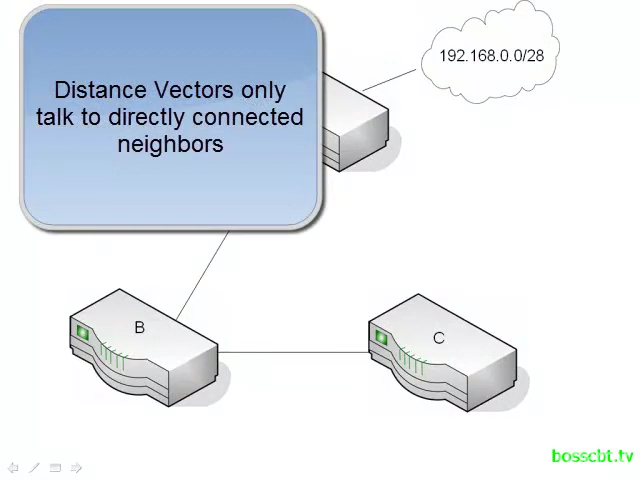 192.168.0.0/28
Distance Vectors only
talk to directly connected
neighbors
B
C
bosscbt.tv